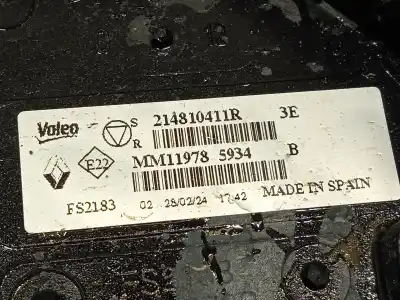 Valeo S 214810411R 3E
R
E22 MM11978 5934 B
FS2183 02 28/02/24 17:42 MADE IN SPAIN